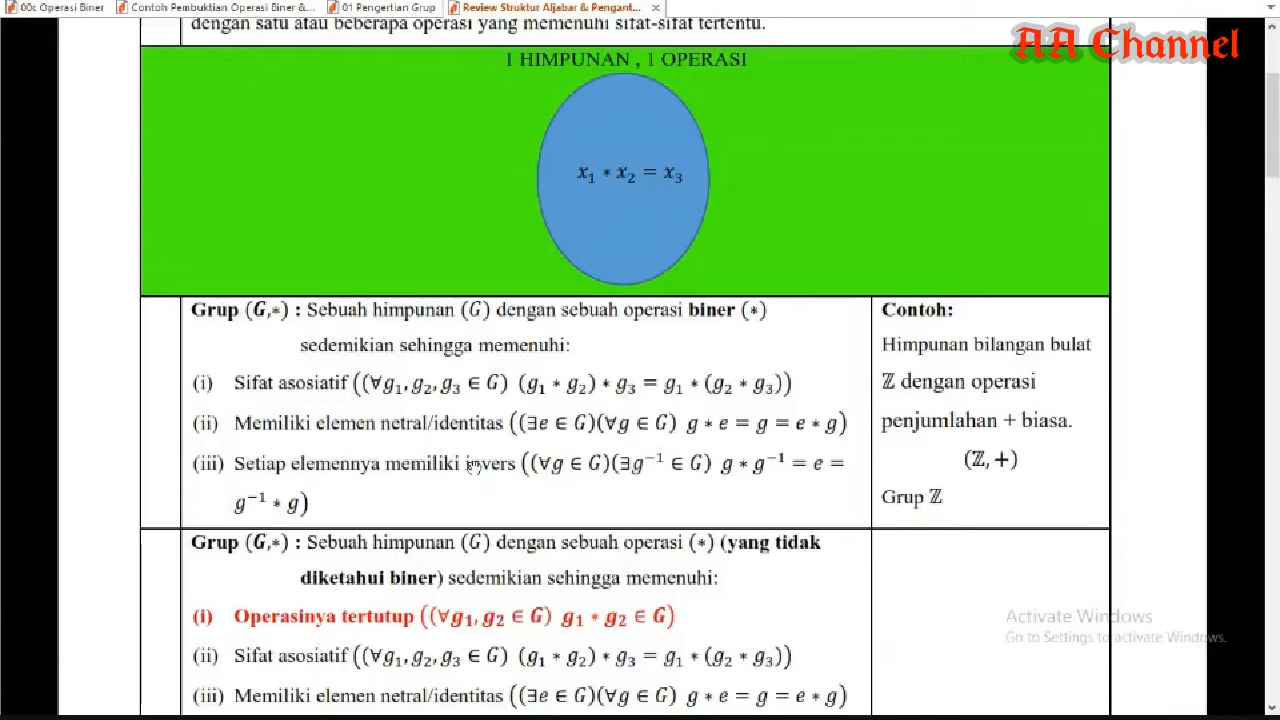 00c Operasi Biner
Contoh Pembuktian Operasi Biner &...
01 Pengertian Grup
Review Struktur Aljabar & Pengant...
dengan satu atau beberapa operasi yang memenuhi sifat-sifat tertentu.
AA Channel
1 HIMPUNAN , 1 OPERASI
x₁ ∗ x₂ = x₃
Grup (G,∗) : Sebuah himpunan (G) dengan sebuah operasi biner (∗)
sedemikian sehingga memenuhi:
(i) Sifat asosiatif ((∀g₁, g₂, g₃ ∈ G) (g₁ ∗ g₂) ∗ g₃ = g₁ ∗ (g₂ ∗ g₃))
(ii) Memiliki elemen netral/identitas ((∃e ∈ G)(∀g ∈ G) g ∗ e = g = e ∗ g)
(iii) Setiap elemennya memiliki invers ((∀g ∈ G)(∃g⁻¹ ∈ G) g ∗ g⁻¹ = e =
g⁻¹ ∗ g)
Contoh:
Himpunan bilangan bulat
ℤ dengan operasi
penjumlahan + biasa.
(ℤ, +)
Grup ℤ
Grup (G,∗) : Sebuah himpunan (G) dengan sebuah operasi (∗) (yang tidak
diketahui biner) sedemikian sehingga memenuhi:
(i) Operasinya tertutup ((∀g₁, g₂ ∈ G) g₁ ∗ g₂ ∈ G)
(ii) Sifat asosiatif ((∀g₁, g₂, g₃ ∈ G) (g₁ ∗ g₂) ∗ g₃ = g₁ ∗ (g₂ ∗ g₃))
(iii) Memiliki elemen netral/identitas ((∃e ∈ G)(∀g ∈ G) g ∗ e = g = e ∗ g)
Activate Windows
Go to Settings to activate Windows.